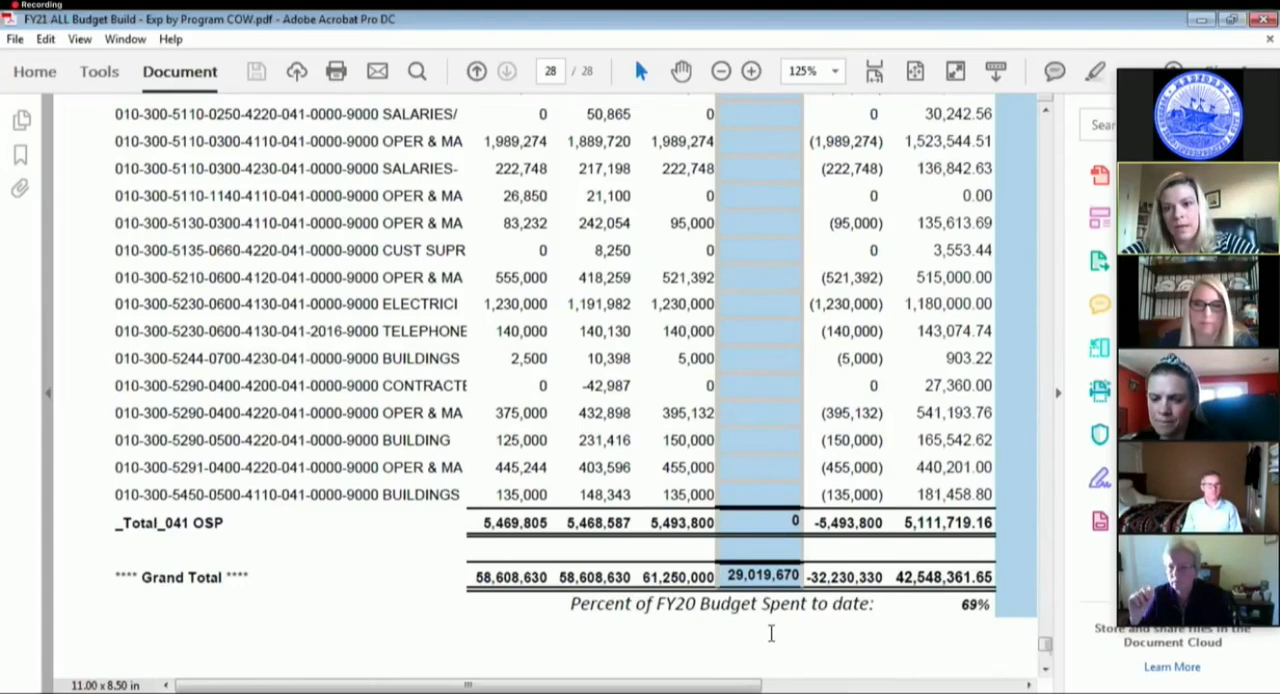 Recording
FY21 ALL Budget Build - Exp by Program COW.pdf - Adobe Acrobat Pro DC
File Edit View Window Help
Home Tools Document 28 / 28 125%
010-300-5110-0250-4220-041-0000-9000 SALARIES/ 0 50,865 0 0 30,242.56
010-300-5110-0300-4110-041-0000-9000 OPER & MA 1,989,274 1,889,720 1,989,274 (1,989,274) 1,523,544.51
010-300-5110-0300-4230-041-0000-9000 SALARIES- 222,748 217,198 222,748 (222,748) 136,842.63
010-300-5110-1140-4110-041-0000-9000 OPER & MA 26,850 21,100 0 0 0.00
010-300-5130-0300-4110-041-0000-9000 OPER & MA 83,232 242,054 95,000 (95,000) 135,613.69
010-300-5135-0660-4220-041-0000-9000 CUST SUPR 0 8,250 0 0 3,553.44
010-300-5210-0600-4120-041-0000-9000 OPER & MA 555,000 418,259 521,392 (521,392) 515,000.00
010-300-5230-0600-4130-041-0000-9000 ELECTRICI 1,230,000 1,191,982 1,230,000 (1,230,000) 1,180,000.00
010-300-5230-0600-4130-041-2016-9000 TELEPHONE 140,000 140,130 140,000 (140,000) 143,074.74
010-300-5244-0700-4230-041-0000-9000 BUILDINGS 2,500 10,398 5,000 (5,000) 903.22
010-300-5290-0400-4200-041-0000-9000 CONTRACTE 0 -42,987 0 0 27,360.00
010-300-5290-0400-4220-041-0000-9000 OPER & MA 375,000 432,898 395,132 (395,132) 541,193.76
010-300-5290-0500-4220-041-0000-9000 BUILDING 125,000 231,416 150,000 (150,000) 165,542.62
010-300-5291-0400-4220-041-0000-9000 OPER & MA 445,244 403,596 455,000 (455,000) 440,201.00
010-300-5450-0500-4110-041-0000-9000 BUILDINGS 135,000 148,343 135,000 (135,000) 181,458.80
_Total_041 OSP 5,469,805 5,468,587 5,493,800 0 -5,493,800 5,111,719.16
**** Grand Total **** 58,608,630 58,608,630 61,250,000 29,019,670 -32,230,330 42,548,361.65
Percent of FY20 Budget Spent to date: 69%
Sear
Store and share files in the
Document Cloud
Learn More
11.00 x 8.50 in